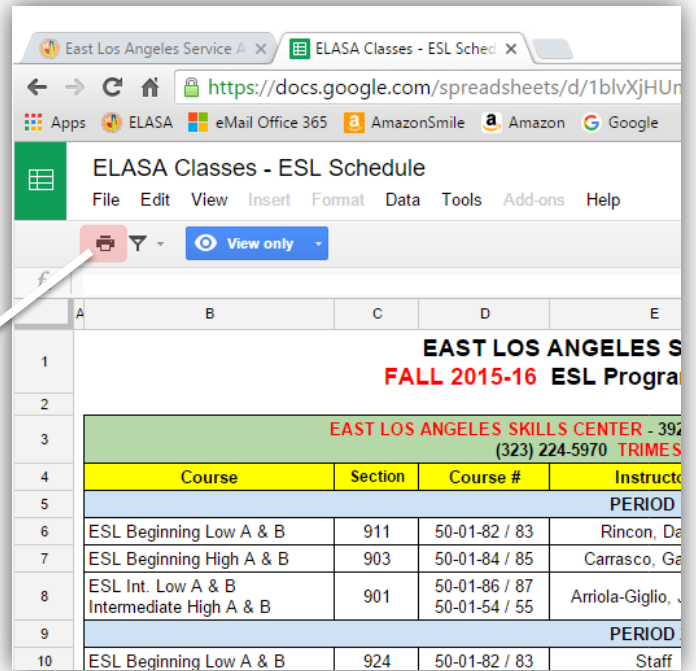 East Los Angeles Service A
ELASA Classes - ESL Sched
https://docs.google.com/spreadsheets/d/1blvXjHUn
Apps ELASA eMail Office 365 AmazonSmile Amazon Google
ELASA Classes - ESL Schedule
File Edit View Insert Format Data Tools Add-ons Help
View only
A B C D E
1 EAST LOS ANGELES S
FALL 2015-16 ESL Progra
2
3 EAST LOS ANGELES SKILLS CENTER - 392
(323) 224-5970 TRIMES
4 Course Section Course # Instructo
5 PERIOD
6 ESL Beginning Low A & B 911 50-01-82 / 83 Rincon, Da
7 ESL Beginning High A & B 903 50-01-84 / 85 Carrasco, Ga
8 ESL Int. Low A & B 901 50-01-86 / 87 Arriola-Giglio,
Intermediate High A & B 50-01-54 / 55
9 PERIOD
10 ESL Beginning Low A & B 924 50-01-82 / 83 Staff